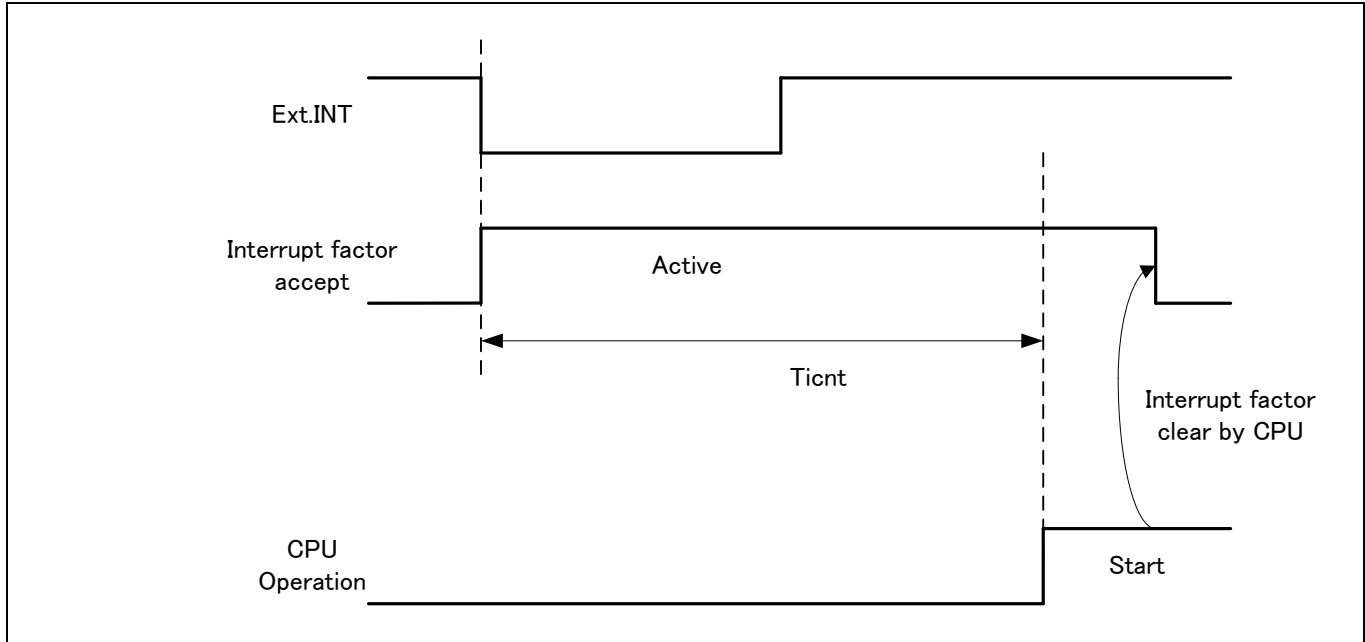 Ext.INT
Interrupt factor
accept
Active
Ticnt
Interrupt factor
clear by CPU
CPU
Operation
Start